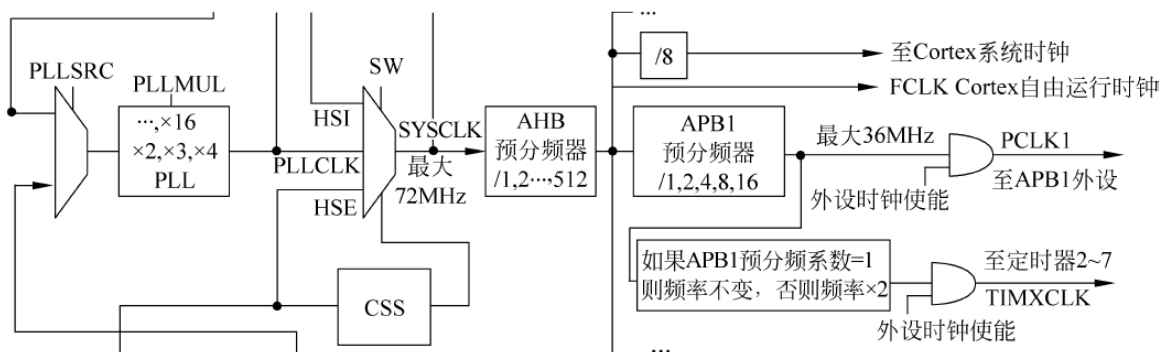 ...
/8
至Cortex系统时钟
FCLK Cortex自由运行时钟
PLLSRC
PLLMUL
…,×16
×2,×3,×4
PLL
SW
HSI
PLLCLK
HSE
SYSCLK
最大
72MHz
AHB
预分频器
/1,2…,512
APB1
预分频器
/1,2,4,8,16
最大36MHz
PCLK1
至APB1外设
外设时钟使能
如果APB1预分频系数=1
则频率不变，否则频率×2
至定时器2~7
TIMXCLK
外设时钟使能
CSS
...